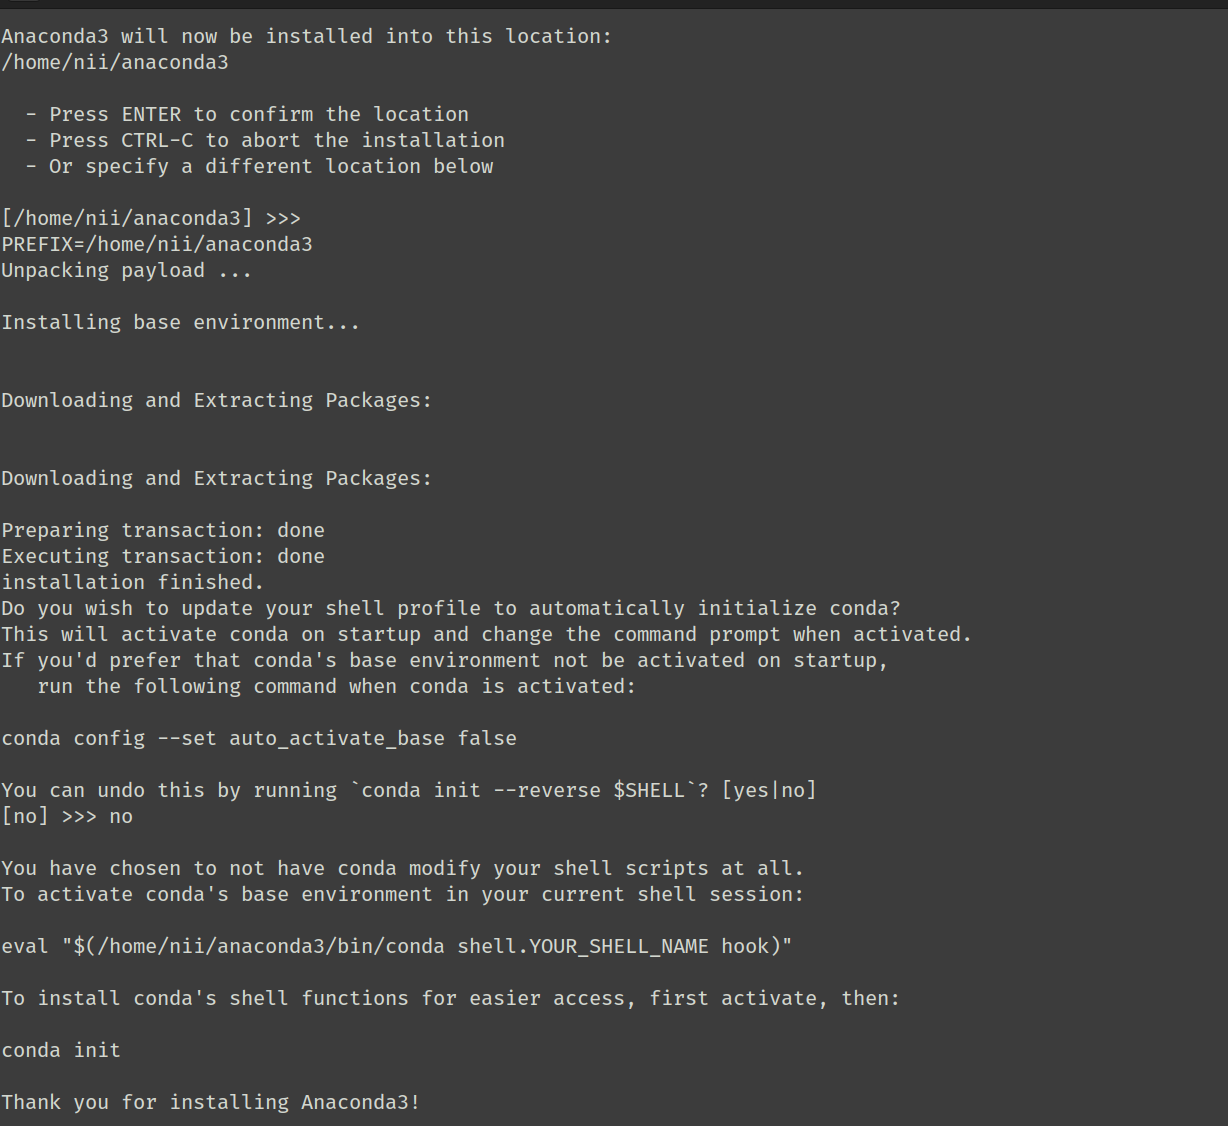 Anaconda3 will now be installed into this location:
/home/nii/anaconda3
- Press ENTER to confirm the location
- Press CTRL-C to abort the installation
- Or specify a different location below
[/home/nii/anaconda3] >>>
PREFIX=/home/nii/anaconda3
Unpacking payload ...
Installing base environment...
Downloading and Extracting Packages:
Downloading and Extracting Packages:
Preparing transaction: done
Executing transaction: done
installation finished.
Do you wish to update your shell profile to automatically initialize conda?
This will activate conda on startup and change the command prompt when activated.
If you'd prefer that conda's base environment not be activated on startup,
run the following command when conda is activated:
conda config --set auto_activate_base false
You can undo this by running `conda init --reverse $SHELL`? [yes|no]
[no] >>> no
You have chosen to not have conda modify your shell scripts at all.
To activate conda's base environment in your current shell session:
eval "$(/home/nii/anaconda3/bin/conda shell.YOUR_SHELL_NAME hook)"
To install conda's shell functions for easier access, first activate, then:
conda init
Thank you for installing Anaconda3!